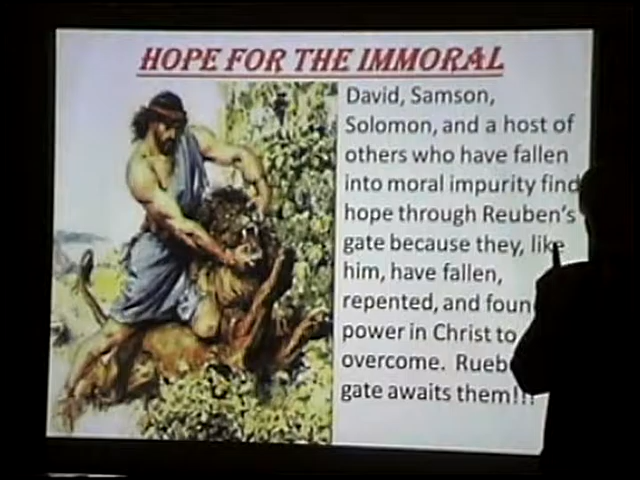 HOPE FOR THE IMMORAL
David, Samson,
Solomon, and a host of
others who have fallen
into moral impurity find
hope through Reuben's
gate because they, like
him, have fallen,
repented, and foun
power in Christ to
overcome. Rueb
gate awaits them!!!